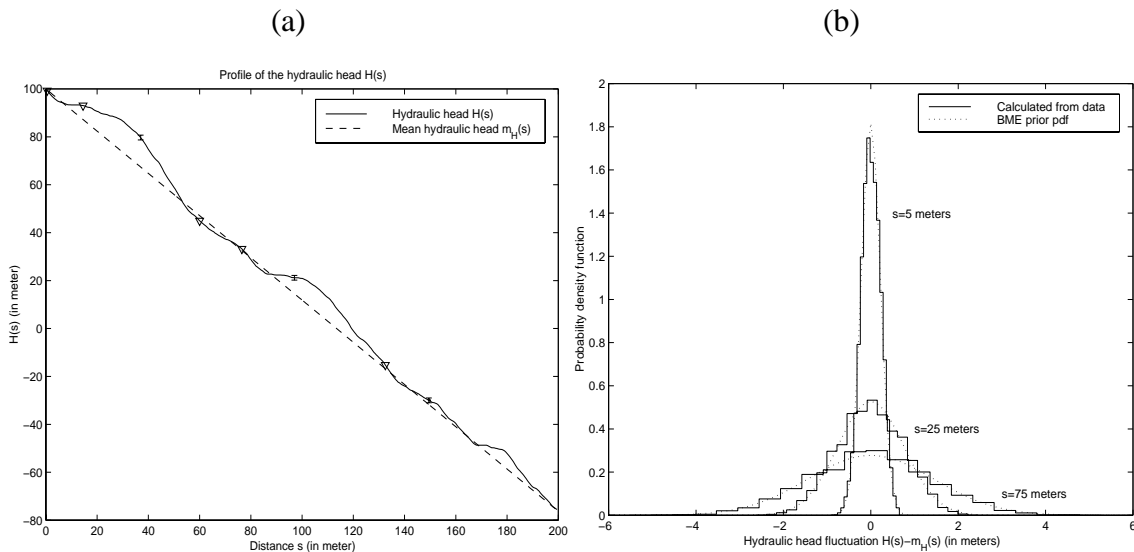 (a)
Profile of the hydraulic head H(s)
Hydraulic head H(s)
Mean hydraulic head m_H(s)
H(s) (in meter)
100
80
60
40
20
0
−20
−40
−60
−80
0 20 40 60 80 100 120 140 160 180 200
Distance s (in meter)
(b)
Calculated from data
BME prior pdf
s=5 meters
s=25 meters
s=75 meters
Probability density function
2
1.8
1.6
1.4
1.2
1
0.8
0.6
0.4
0.2
0
−6 −4 −2 0 2 4 6
Hydraulic head fluctuation H(s)−m_H(s) (in meters)